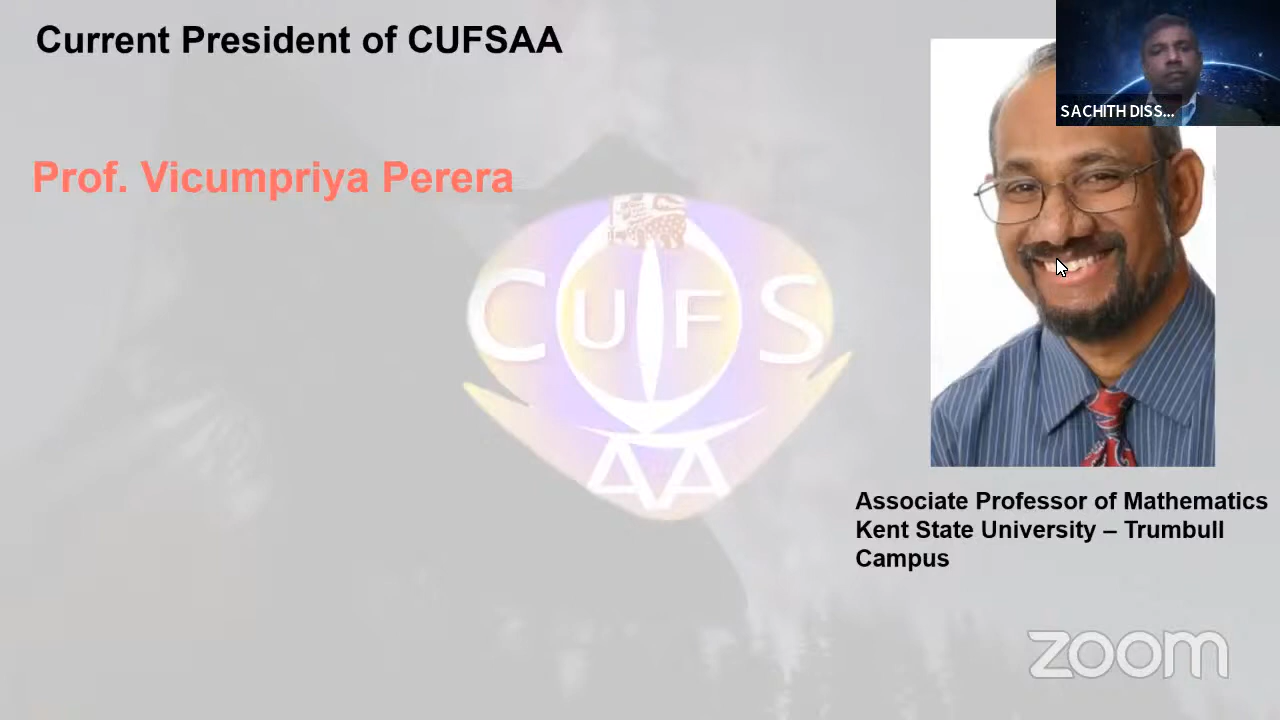 Current President of CUFSAA
SACHITH DISS...
Prof. Vicumpriya Perera
CUFS
AA
Associate Professor of Mathematics
Kent State University – Trumbull
Campus
zoom